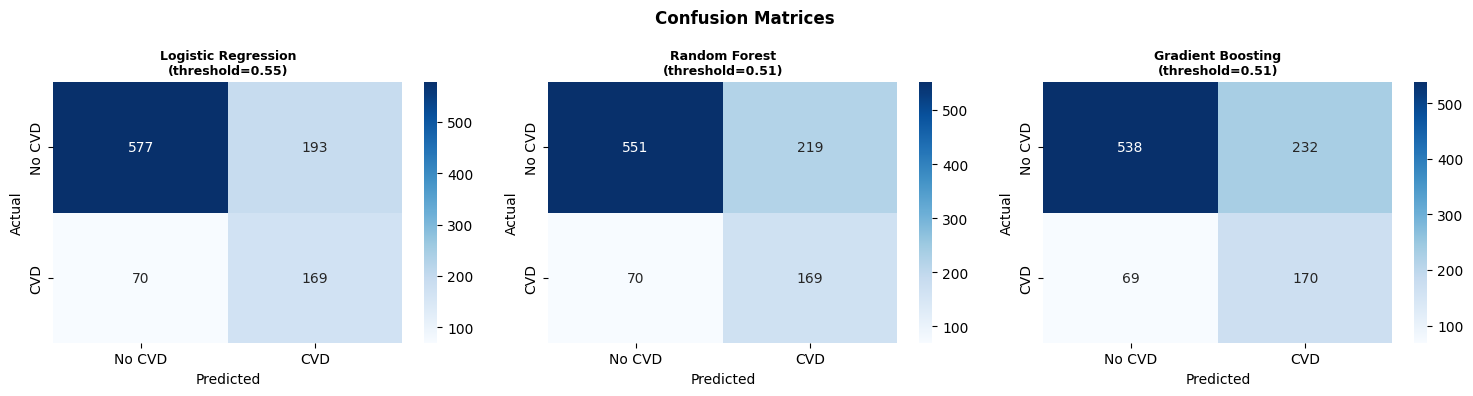 Confusion Matrices
Logistic Regression
(threshold=0.55)
Actual
No CVD
CVD
577
193
70
169
No CVD
CVD
Predicted
500
400
300
200
100
Random Forest
(threshold=0.51)
Actual
No CVD
CVD
551
219
70
169
No CVD
CVD
Predicted
500
400
300
200
100
Gradient Boosting
(threshold=0.51)
Actual
No CVD
CVD
538
232
69
170
No CVD
CVD
Predicted
500
400
300
200
100